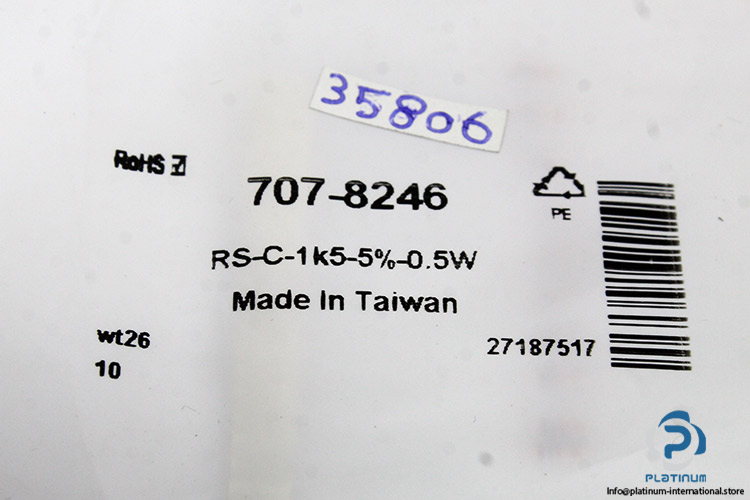 35806
RoHS
707-8246
PE
RS-C-1k5-5%-0.5W
Made In Taiwan
wt26
27187517
10
PLATINUM
Info@platinum-international.store